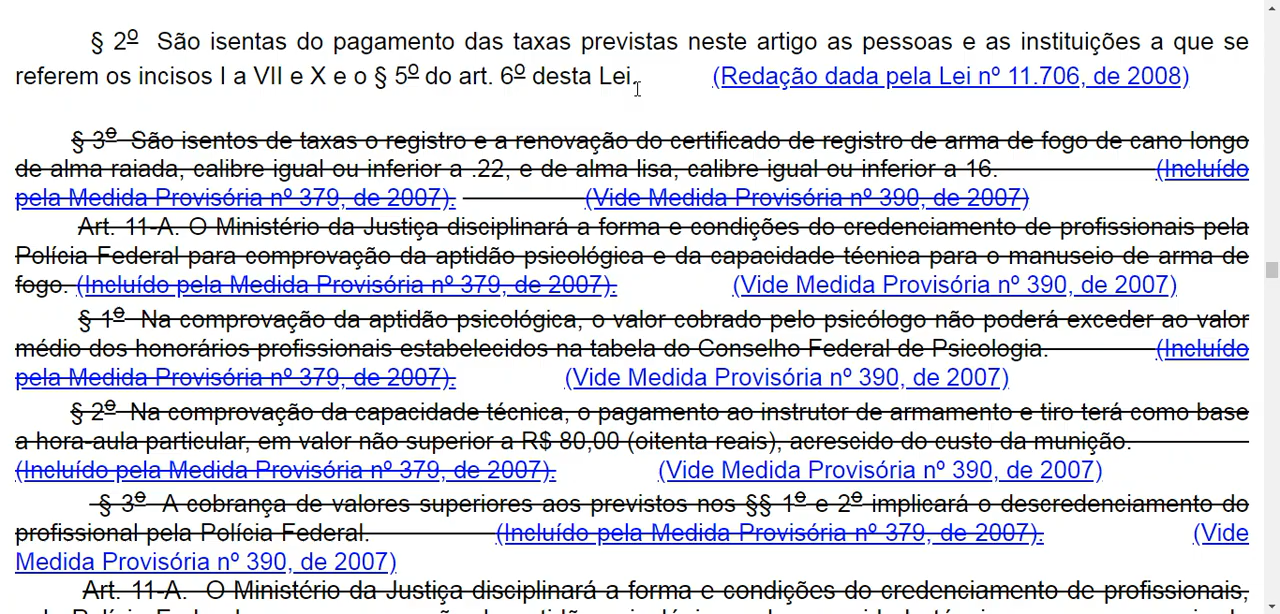 § 2º São isentas do pagamento das taxas previstas neste artigo as pessoas e as instituições a que se
referem os incisos I a VII e X e o § 5º do art. 6º desta Lei. (Redação dada pela Lei nº 11.706, de 2008)
§ 3º São isentos de taxas o registro e a renovação do certificado de registro de arma de fogo de cano longo
de alma raiada, calibre igual ou inferior a .22, e de alma lisa, calibre igual ou inferior a 16. (Incluído
pela Medida Provisória nº 379, de 2007). (Vide Medida Provisória nº 390, de 2007)
Art. 11-A. O Ministério da Justiça disciplinará a forma e condições do credenciamento de profissionais pela
Polícia Federal para comprovação da aptidão psicológica e da capacidade técnica para o manuseio de arma de
fogo. (Incluído pela Medida Provisória nº 379, de 2007). (Vide Medida Provisória nº 390, de 2007)
§ 1º Na comprovação da aptidão psicológica, o valor cobrado pelo psicólogo não poderá exceder ao valor
médio dos honorários profissionais estabelecidos na tabela do Conselho Federal de Psicologia. (Incluído
pela Medida Provisória nº 379, de 2007). (Vide Medida Provisória nº 390, de 2007)
§ 2º Na comprovação da capacidade técnica, o pagamento ao instrutor de armamento e tiro terá como base
a hora-aula particular, em valor não superior a R$ 80,00 (oitenta reais), acrescido do custo da munição.
(Incluído pela Medida Provisória nº 379, de 2007). (Vide Medida Provisória nº 390, de 2007)
§ 3º A cobrança de valores superiores aos previstos nos §§ 1º e 2º implicará o descredenciamento do
profissional pela Polícia Federal. (Incluído pela Medida Provisória nº 379, de 2007). (Vide
Medida Provisória nº 390, de 2007)
Art. 11-A. O Ministério da Justiça disciplinará a forma e condições do credenciamento de profissionais,